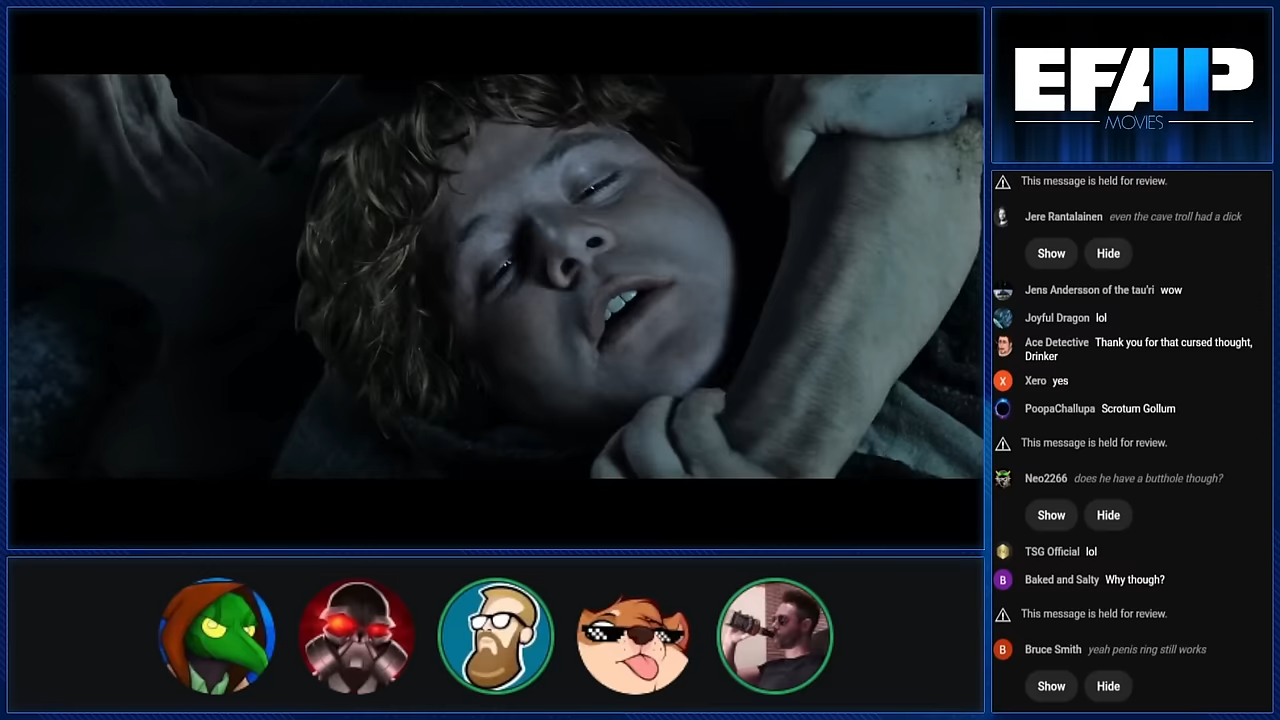 EFAP
MOVIES
This message is held for review.
Jere Rantalainen even the cave troll had a dick
Show Hide
Jens Andersson of the tau'ri wow
Joyful Dragon lol
Ace Detective Thank you for that cursed thought,
Drinker
X
Xero yes
PoopaChallupa Scrotum Gollum
This message is held for review.
Neo2266 does he have a butthole though?
Show Hide
TSG Official lol
B
Baked and Salty Why though?
This message is held for review.
B
Bruce Smith yeah penis ring still works
Show Hide